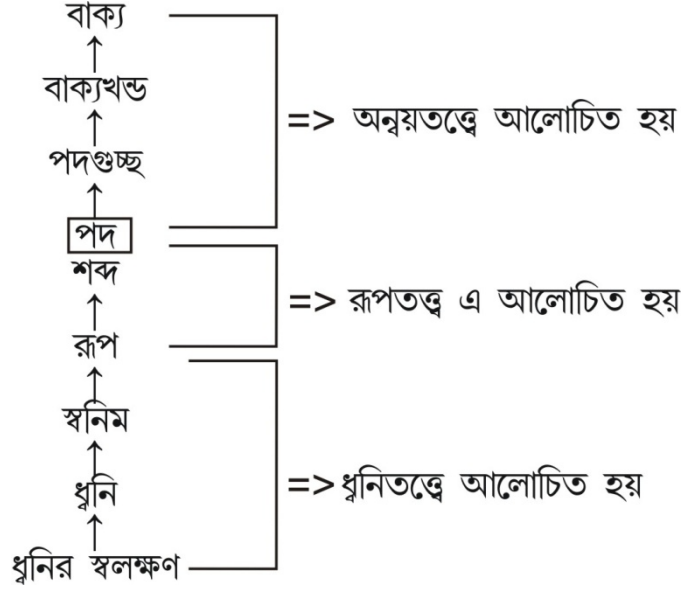 বাক্য
বাক্যখন্ড
=> অন্বয়তত্ত্বে আলোচিত হয়
পদগুচ্ছ
পদ
শব্দ
=> রূপতত্ত্ব এ আলোচিত হয়
রূপ
স্বনিম
ধ্বনি
=> ধ্বনিতত্ত্বে আলোচিত হয়
ধ্বনির স্বলক্ষণ